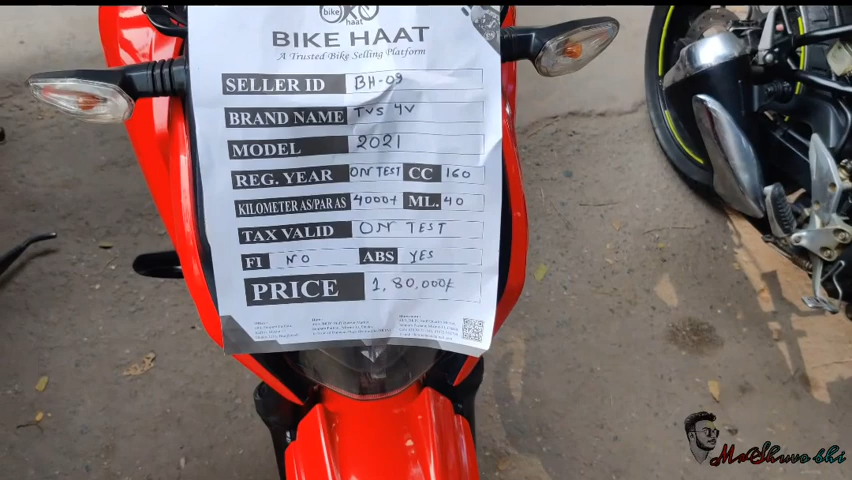 bike haat
BIKE HAAT
A Trusted Bike Selling Platform
SELLER ID BH-09
BRAND NAME TVS 4V
MODEL 2021
REG. YEAR ON TEST CC 160
KILOMETER AS/PAR AS 4000+ ML. 40
TAX VALID ON TEST
FI NO ABS YES
PRICE 1,80,000/-
MrShuvo bhi